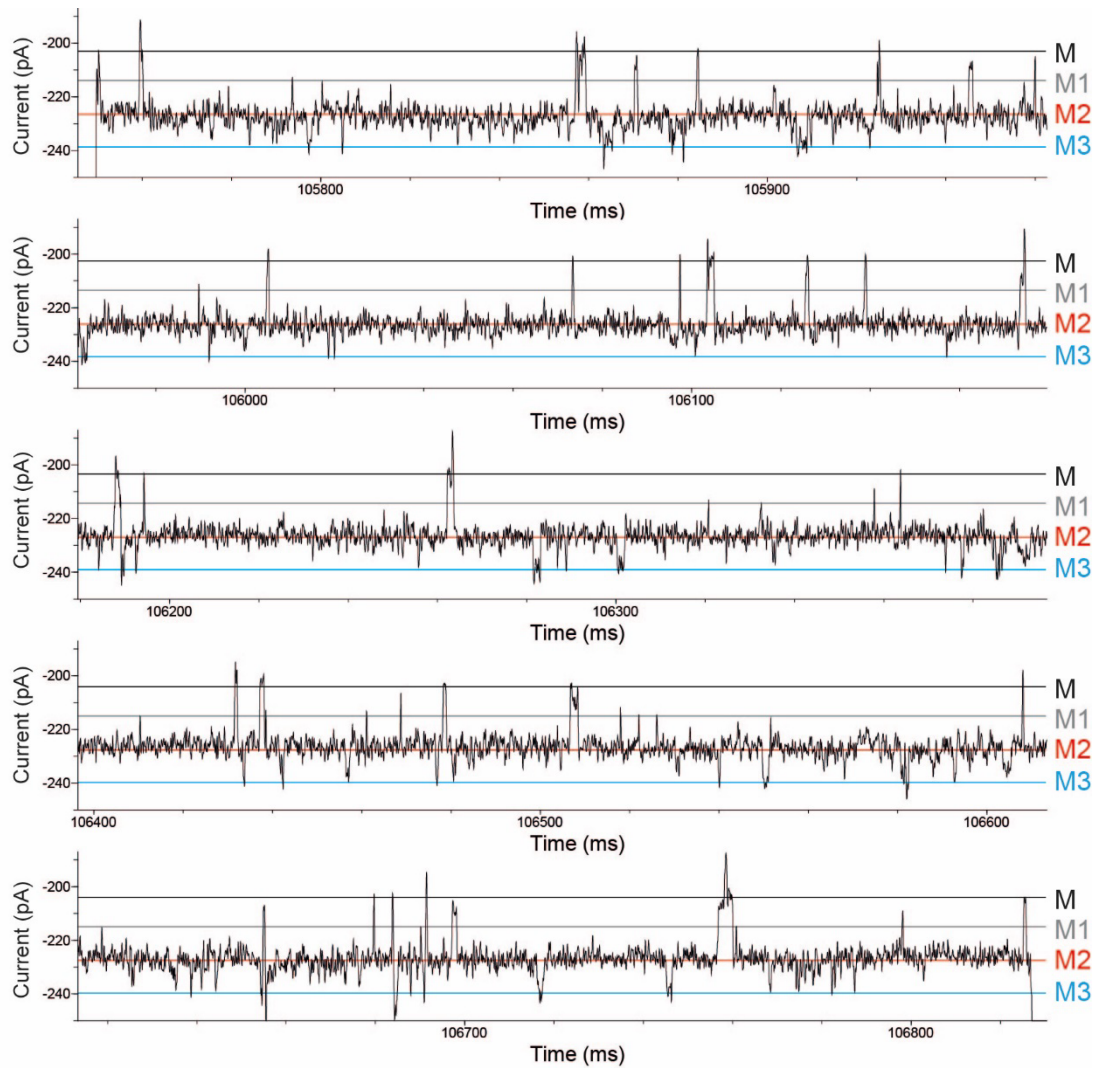 -200
-220
-240
Current (pA)
M
M1
M2
M3
105800
105900
Time (ms)
-200
-220
-240
Current (pA)
M
M1
M2
M3
106000
106100
Time (ms)
-200
-220
-240
Current (pA)
M
M1
M2
M3
106200
106300
Time (ms)
-200
-220
-240
Current (pA)
M
M1
M2
M3
106400
106500
106600
Time (ms)
-200
-220
-240
Current (pA)
M
M1
M2
M3
106700
106800
Time (ms)